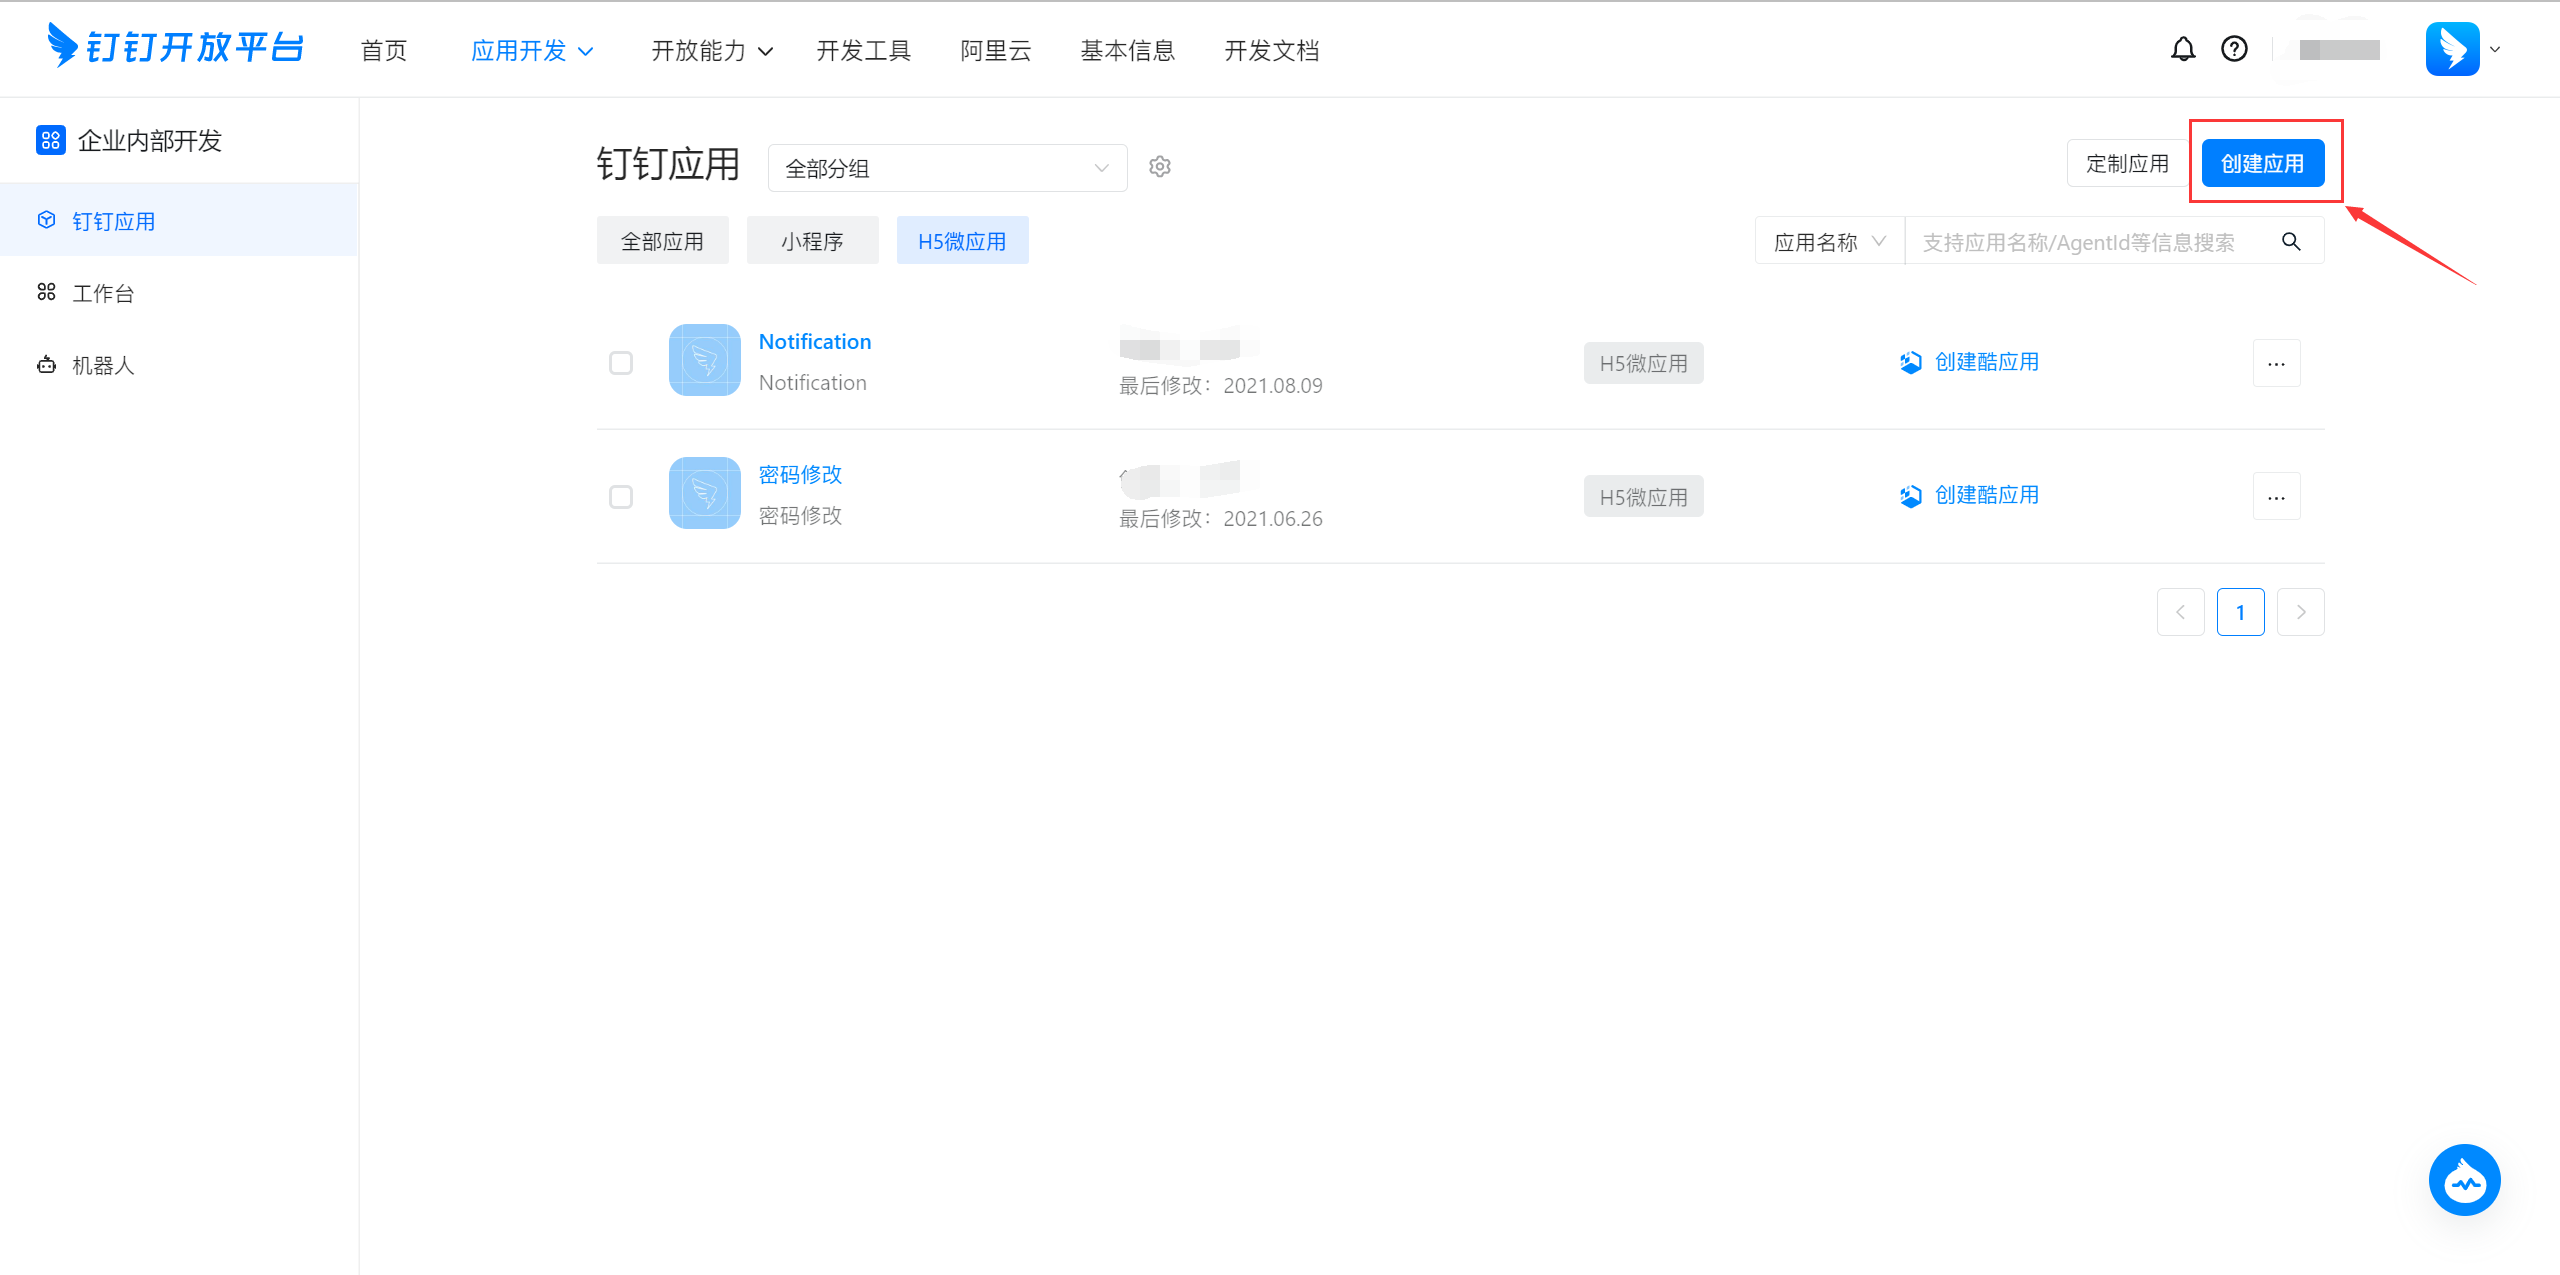 钉钉开放平台 首页 应用开发 开放能力 开发工具 阿里云 基本信息 开发文档
企业内部开发
钉钉应用
工作台
机器人
钉钉应用 全部分组 定制应用 创建应用
全部应用 小程序 H5微应用 应用名称 支持应用名称/AgentId等信息搜索
Notification
Notification
最后修改：2021.08.09
H5微应用
创建酷应用
...
密码修改
密码修改
最后修改：2021.06.26
H5微应用
创建酷应用
...
1